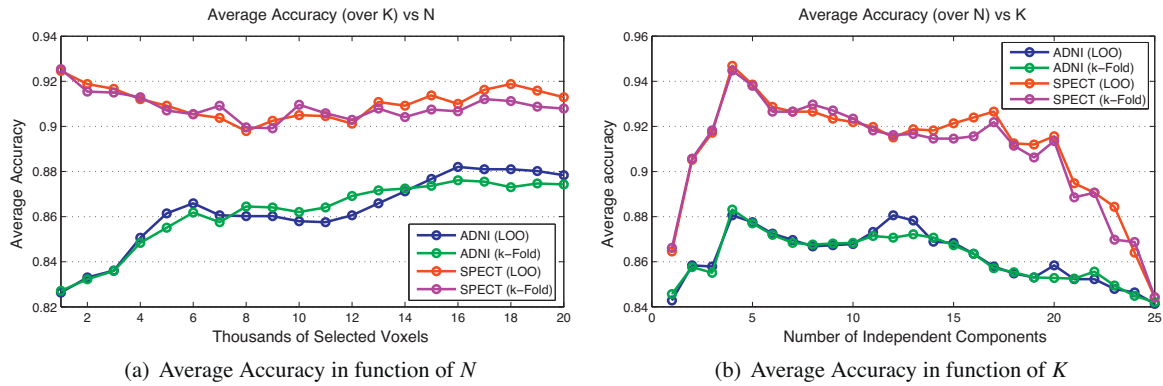 Average Accuracy (over K) vs N
0.94
0.92
0.9
0.88
0.86
0.84
0.82
Average Accuracy
2 4 6 8 10 12 14 16 18 20
Thousands of Selected Voxels
ADNI (LOO)
ADNI (k-Fold)
SPECT (LOO)
SPECT (k-Fold)
(a) Average Accuracy in function of N
Average Accuracy (over N) vs K
0.96
0.94
0.92
0.9
0.88
0.86
0.84
Average accuracy
0 5 10 15 20 25
Number of Independent Components
ADNI (LOO)
ADNI (k-Fold)
SPECT (LOO)
SPECT (k-Fold)
(b) Average Accuracy in function of K